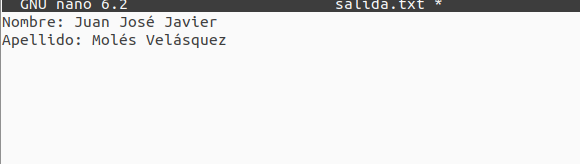 GNU nano 6.2 salida.txt *
Nombre: Juan José Javier
Apellido: Molés Velásquez